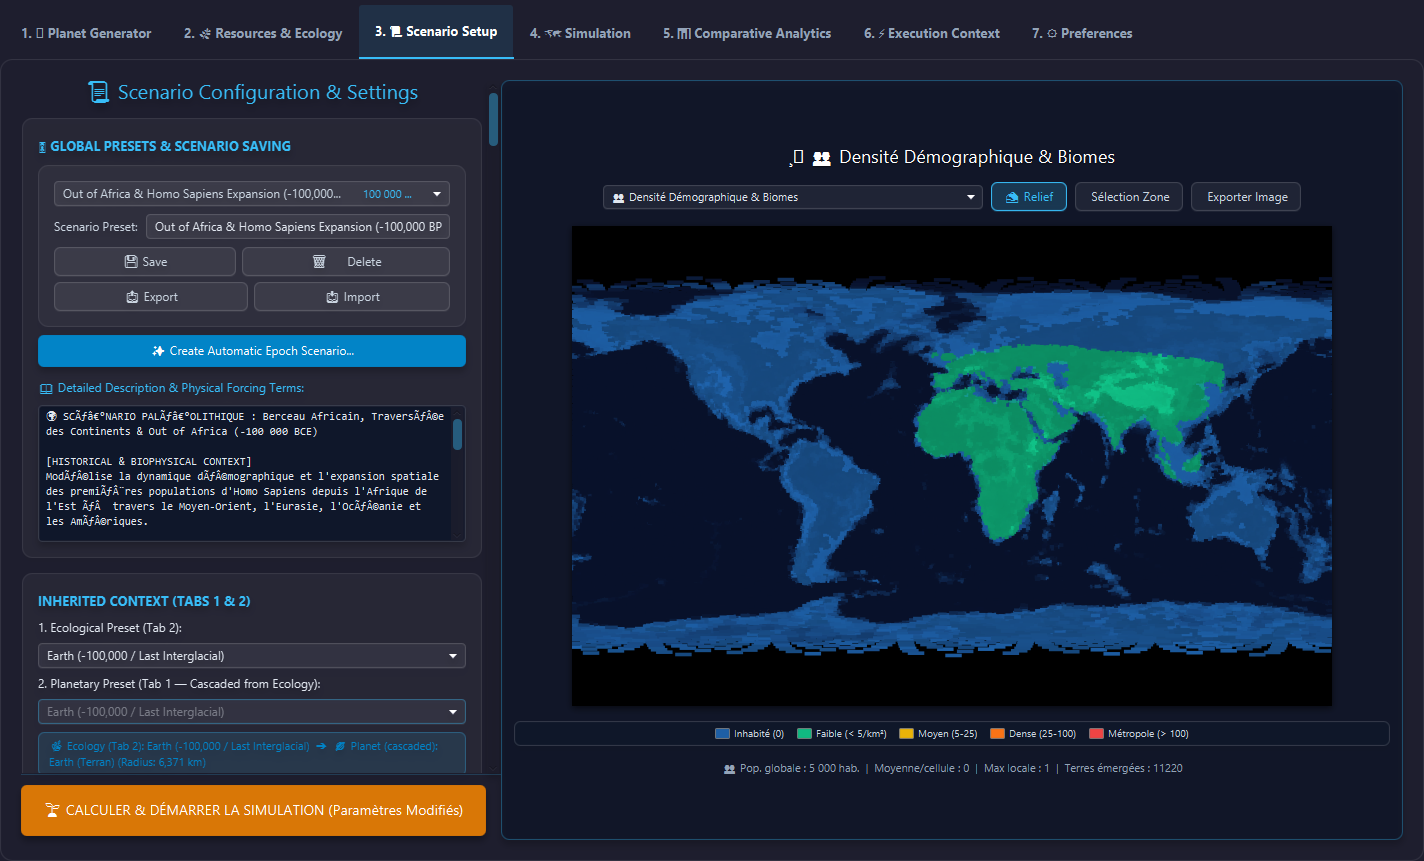 1. Planet Generator
2. Resources & Ecology
3. Scenario Setup
4. Simulation
5. Comparative Analytics
6. Execution Context
7. Preferences
Scenario Configuration & Settings
GLOBAL PRESETS & SCENARIO SAVING
Out of Africa & Homo Sapiens Expansion (-100,000... 100 000 ...
Scenario Preset: Out of Africa & Homo Sapiens Expansion (-100,000 BP
Save
Delete
Export
Import
Create Automatic Epoch Scenario...
Detailed Description & Physical Forcing Terms:
SCÃƒâ€°NARIO PALÃƒâ€°OLITHIQUE : Berceau Africain, TraversÃƒÂ©e
des Continents & Out of Africa (-100 000 BCE)
[HISTORICAL & BIOPHYSICAL CONTEXT]
ModÃƒÂ©lise la dynamique dÃƒÂ©mographique et l'expansion spatiale
des premiÃƒÂ¨res populations d'Homo Sapiens depuis l'Afrique de
l'Est ÃƒÂ  travers le Moyen-Orient, l'Eurasie, l'OcÃƒÂ©anie et
les AmÃƒÂ©riques.
INHERITED CONTEXT (TABS 1 & 2)
1. Ecological Preset (Tab 2):
Earth (-100,000 / Last Interglacial)
2. Planetary Preset (Tab 1 — Cascaded from Ecology):
Earth (-100,000 / Last Interglacial)
Ecology (Tab 2): Earth (-100,000 / Last Interglacial) ➔ Planet (cascaded):
Earth (Terran) (Radius: 6,371 km)
CALCULER & DÉMARRER LA SIMULATION (Paramètres Modifiés)
Densité Démographique & Biomes
Densité Démographique & Biomes
Relief
Sélection Zone
Exporter Image
Inhabité (0)
Faible (< 5/km²)
Moyen (5-25)
Dense (25-100)
Métropole (> 100)
Pop. globale : 5 000 hab. | Moyenne/cellule : 0 | Max locale : 1 | Terres émergées : 11220